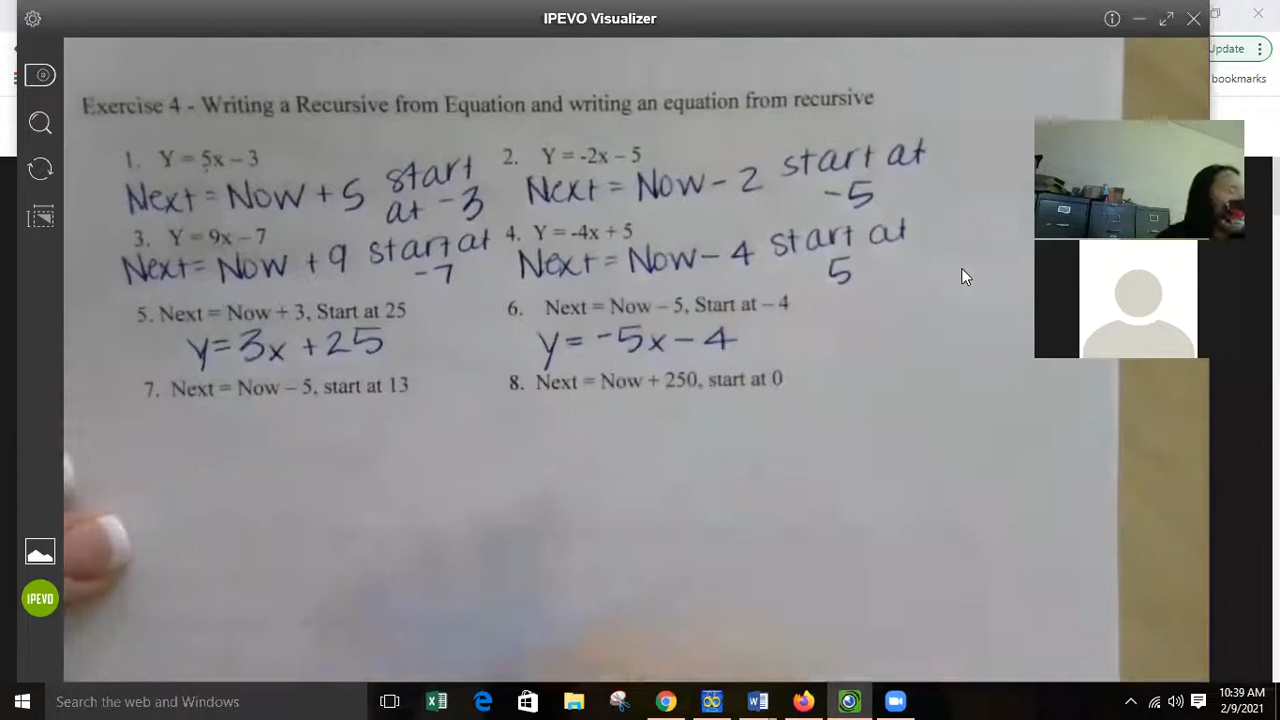 IPEVO Visualizer
Update
bookmarks
Exercise 4 - Writing a Recursive from Equation and writing an equation from recursive
1. Y = 5x – 3
Next = Now + 5 start at -3
2. Y = -2x – 5
Next = Now - 2 start at -5
3. Y = 9x – 7
Next = Now + 9 start at -7
4. Y = -4x + 5
Next = Now - 4 start at 5
5. Next = Now + 3, Start at 25
y = 3x + 25
6. Next = Now – 5, Start at – 4
y = -5x - 4
7. Next = Now – 5, start at 13
8. Next = Now + 250, start at 0
IPEVO
Search the web and Windows
10:39 AM
2/9/2021